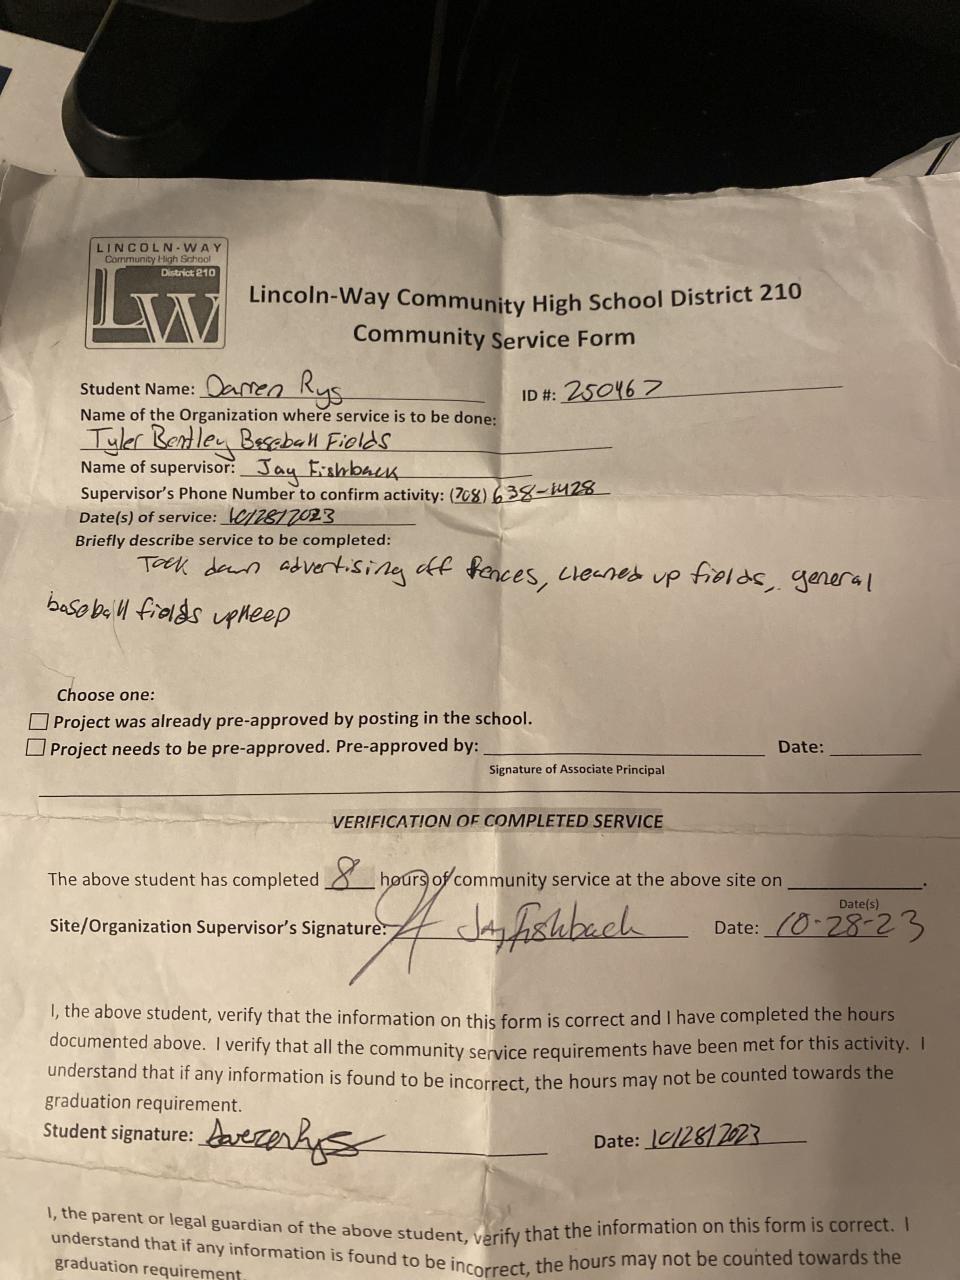 LINCOLN-WAY
Community High School
District 210
LW
Lincoln-Way Community High School District 210
Community Service Form
Student Name: Darren Rys ID #: 250467
Name of the Organization where service is to be done:
Tyler Bentley Baseball Fields
Name of supervisor: Jay Fishback
Supervisor's Phone Number to confirm activity: (708) 638-1428
Date(s) of service: 10/28/2023
Briefly describe service to be completed:
Took down advertising off fences, cleaned up fields, general
baseball fields upkeep
Choose one:
Project was already pre-approved by posting in the school.
Project needs to be pre-approved. Pre-approved by: Date:
Signature of Associate Principal
VERIFICATION OF COMPLETED SERVICE
The above student has completed 8 hours of community service at the above site on .
Date(s)
Site/Organization Supervisor's Signature: Jay Fishback Date: 10-28-23
I, the above student, verify that the information on this form is correct and I have completed the hours
documented above. I verify that all the community service requirements have been met for this activity. I
understand that if any information is found to be incorrect, the hours may not be counted towards the
graduation requirement.
Student signature: Darren Rys Date: 10/28/2023
I, the parent or legal guardian of the above student, verify that the information on this form is correct. I
understand that if any information is found to be incorrect, the hours may not be counted towards the
graduation requirement.